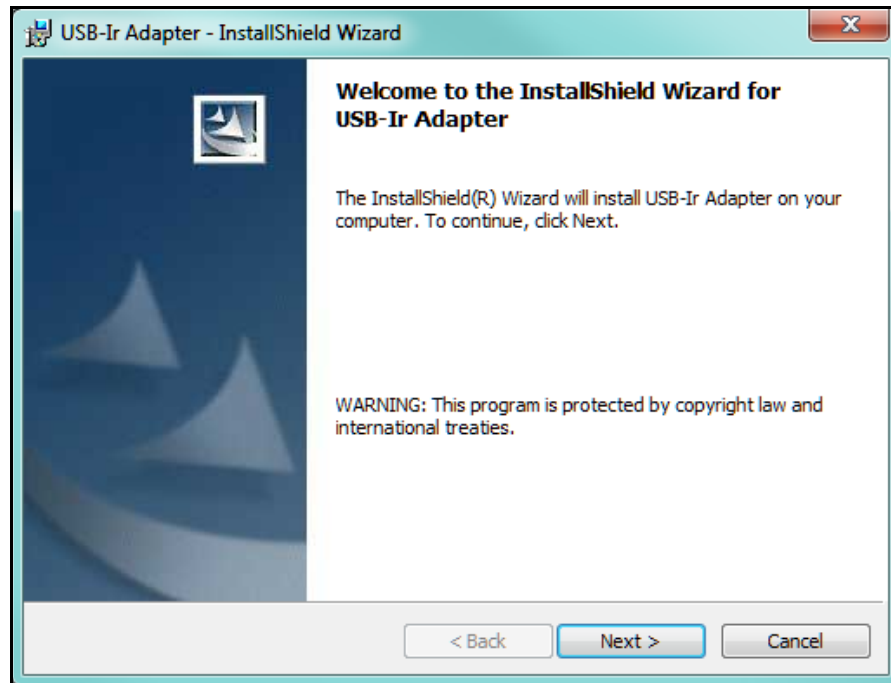 USB-Ir Adapter - InstallShield Wizard
Welcome to the InstallShield Wizard for
USB-Ir Adapter
The InstallShield(R) Wizard will install USB-Ir Adapter on your
computer. To continue, click Next.
WARNING: This program is protected by copyright law and
international treaties.
< Back Next > Cancel